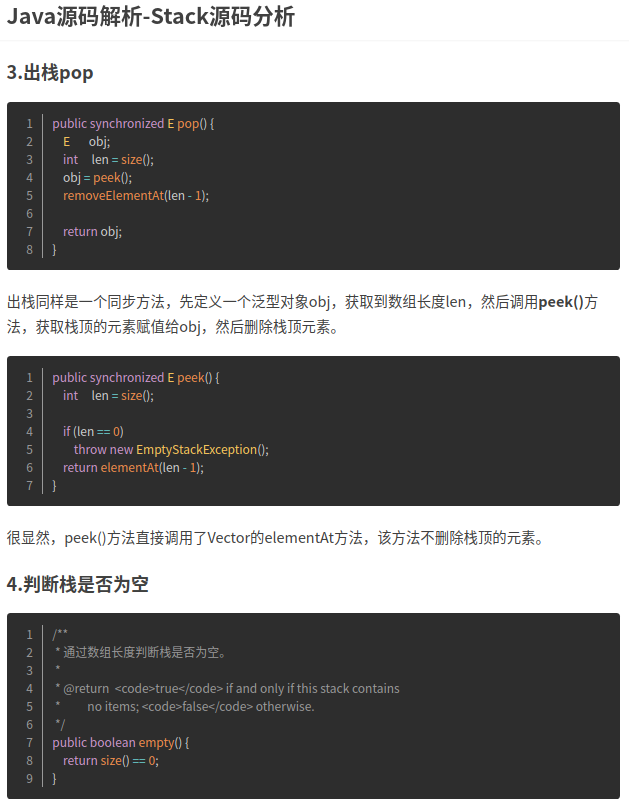 Java源码解析-Stack源码分析
3.出栈pop
1 public synchronized E pop() {
2 E obj;
3 int len = size();
4 obj = peek();
5 removeElementAt(len - 1);
6
7 return obj;
8 }
出栈同样是一个同步方法，先定义一个泛型对象obj，获取到数组长度len，然后调用peek()方
法，获取栈顶的元素赋值给obj，然后删除栈顶元素。
1 public synchronized E peek() {
2 int len = size();
3
4 if (len == 0)
5 throw new EmptyStackException();
6 return elementAt(len - 1);
7 }
很显然，peek()方法直接调用了Vector的elementAt方法，该方法不删除栈顶的元素。
4.判断栈是否为空
1 /**
2 * 通过数组长度判断栈是否为空。
3 *
4 * @return <code>true</code> if and only if this stack contains
5 * no items; <code>false</code> otherwise.
6 */
7 public boolean empty() {
8 return size() == 0;
9 }